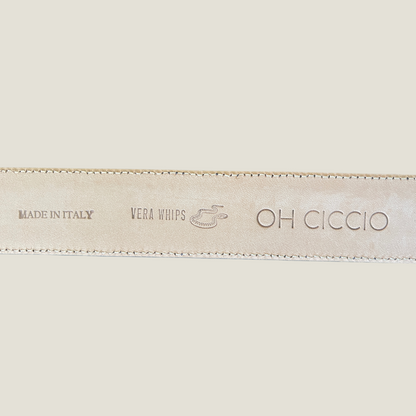 MADE IN ITALY
VERA WHIPS
OH CICCIO